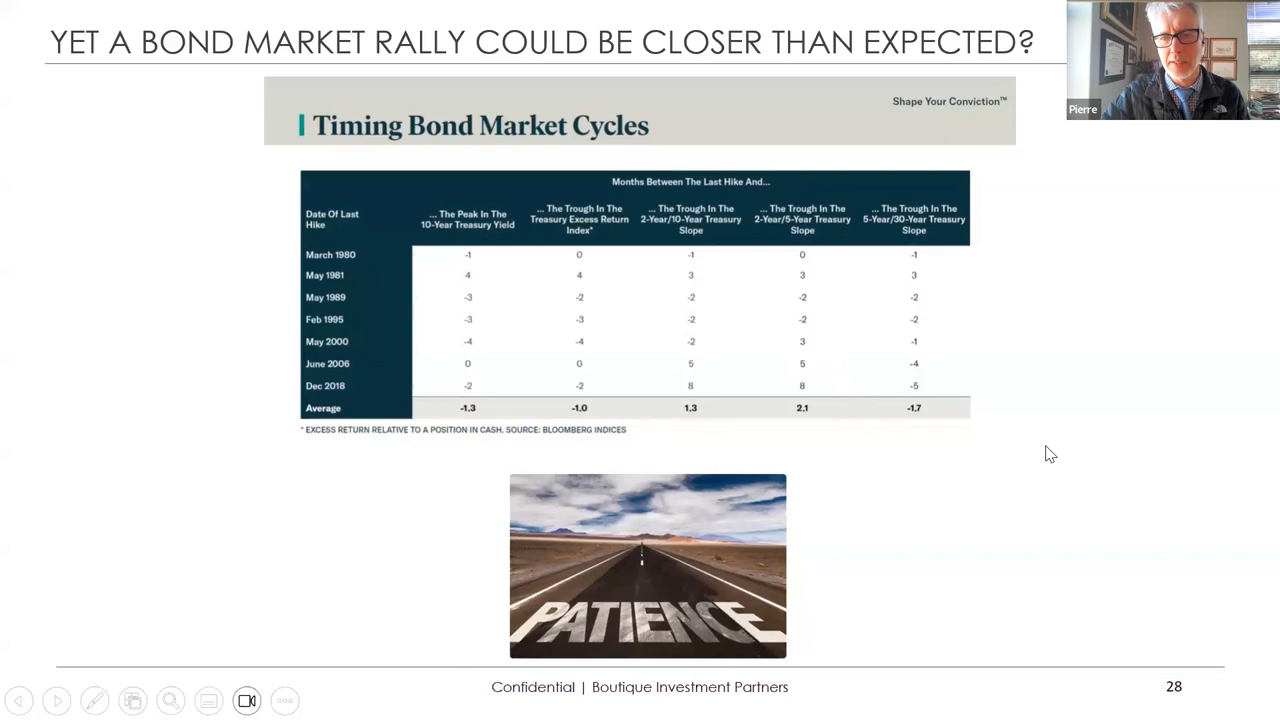 YET A BOND MARKET RALLY COULD BE CLOSER THAN EXPECTED?
Pierre
Shape Your Conviction™
Timing Bond Market Cycles
Months Between The Last Hike And...
Date Of Last
Hike
... The Peak In The
10-Year Treasury Yield
... The Trough In The
Treasury Excess Return
Index*
... The Trough In The
2-Year/10-Year Treasury
Slope
... The Trough In The
2-Year/5-Year Treasury
Slope
... The Trough In The
5-Year/30-Year Treasury
Slope
March 1980 -1 0 -1 0 -1
May 1981 4 4 3 3 3
May 1989 -3 -2 -2 -2 -2
Feb 1995 -3 -3 -2 -2 -2
May 2000 -4 -4 -2 3 -1
June 2006 0 0 5 5 -4
Dec 2018 -2 -2 8 8 -5
Average -1.3 -1.0 1.3 2.1 -1.7
* EXCESS RETURN RELATIVE TO A POSITION IN CASH. SOURCE: BLOOMBERG INDICES
PATIENCE
Confidential | Boutique Investment Partners
28